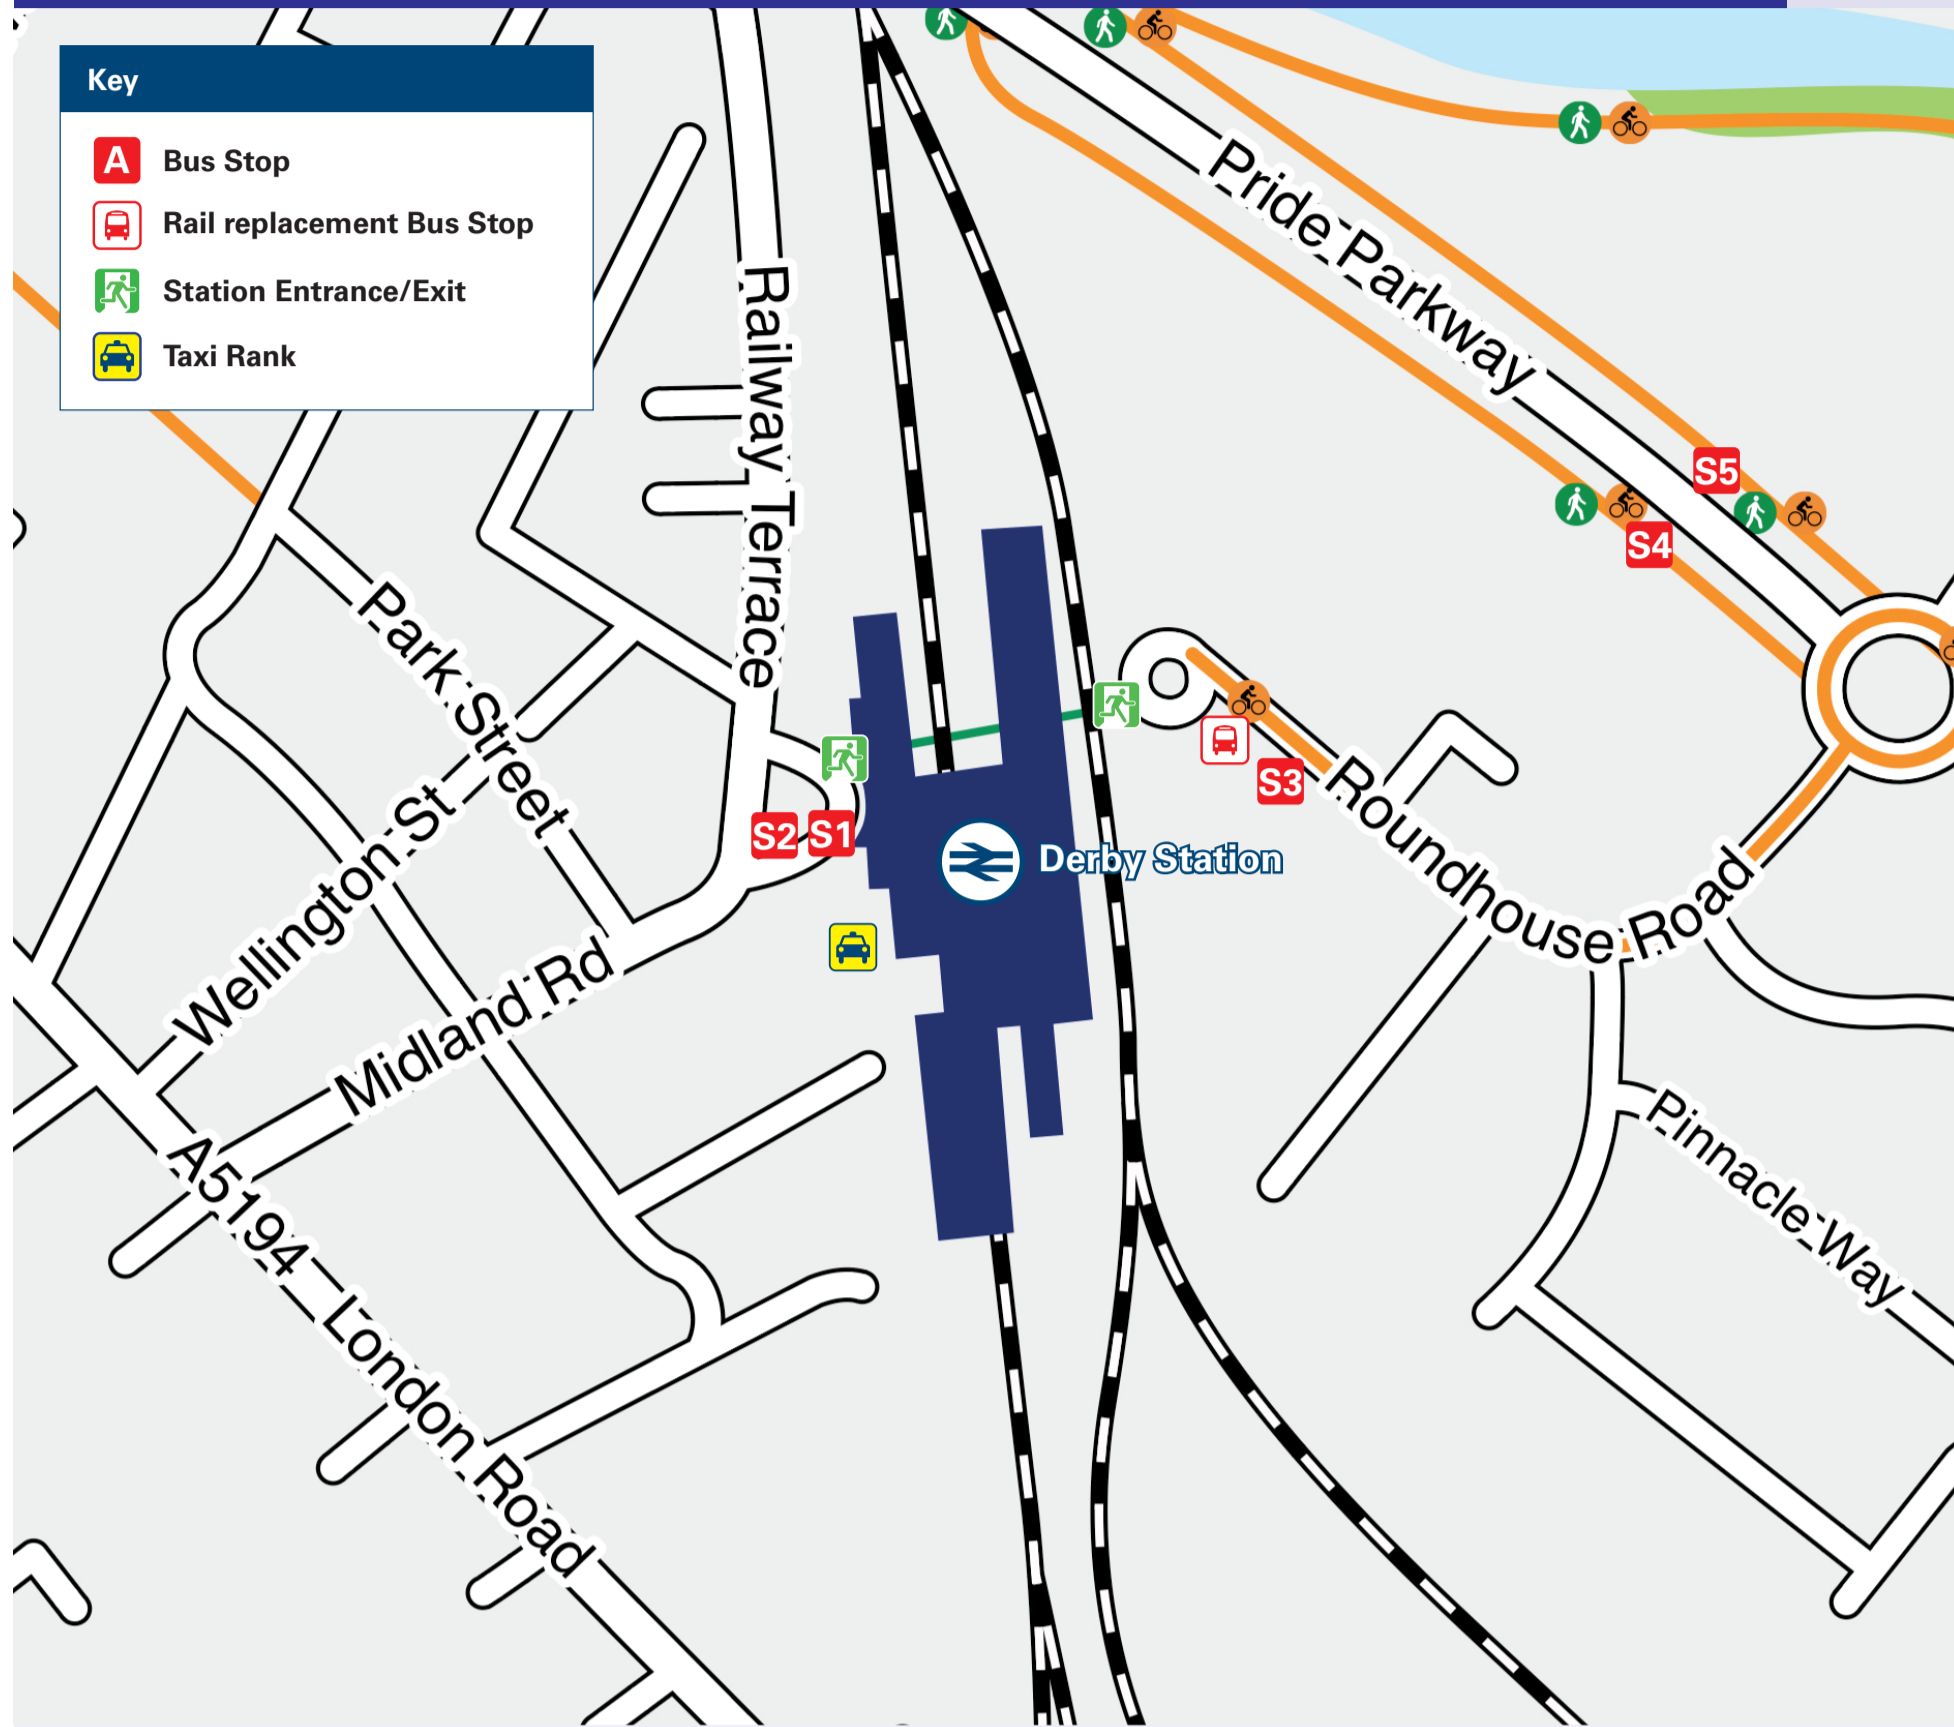 Key
A Bus Stop
Rail replacement Bus Stop
Station Entrance/Exit
Taxi Rank
Pride Parkway
Railway Terrace
S5
S4
Park Street
S3
S2
S1
Wellington St
Derby Station
Roundhouse Road
Midland Rd
Pinnacle Way
A5194 London Road